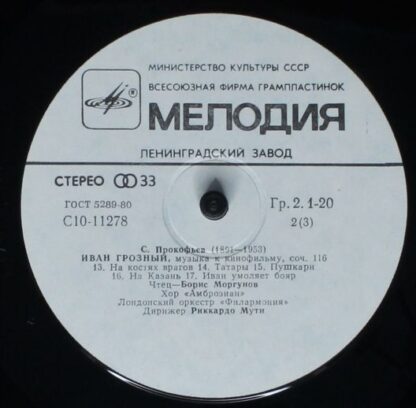 МИНИСТЕРСТВО КУЛЬТУРЫ СССР
ВСЕСОЮЗНАЯ ФИРМА ГРАМПЛАСТИНОК
МЕЛОДИЯ
ЛЕНИНГРАДСКИЙ ЗАВОД
СТЕРЕО 33
ГОСТ 5289-80 Гр. 2. 1-20
С10-11278 2(3)
С. Прокофьев (1891—1953)
ИВАН ГРОЗНЫЙ, музыка к кинофильму, соч. 116
13. На костях врагов 14. Татары 15. Пушкари
16. На Казань 17. Иван умоляет бояр
Чтец—Борис Моргунов
Хор «Амброзиан»
Лондонский оркестр «Филармония»
Дирижер Риккардо Мути